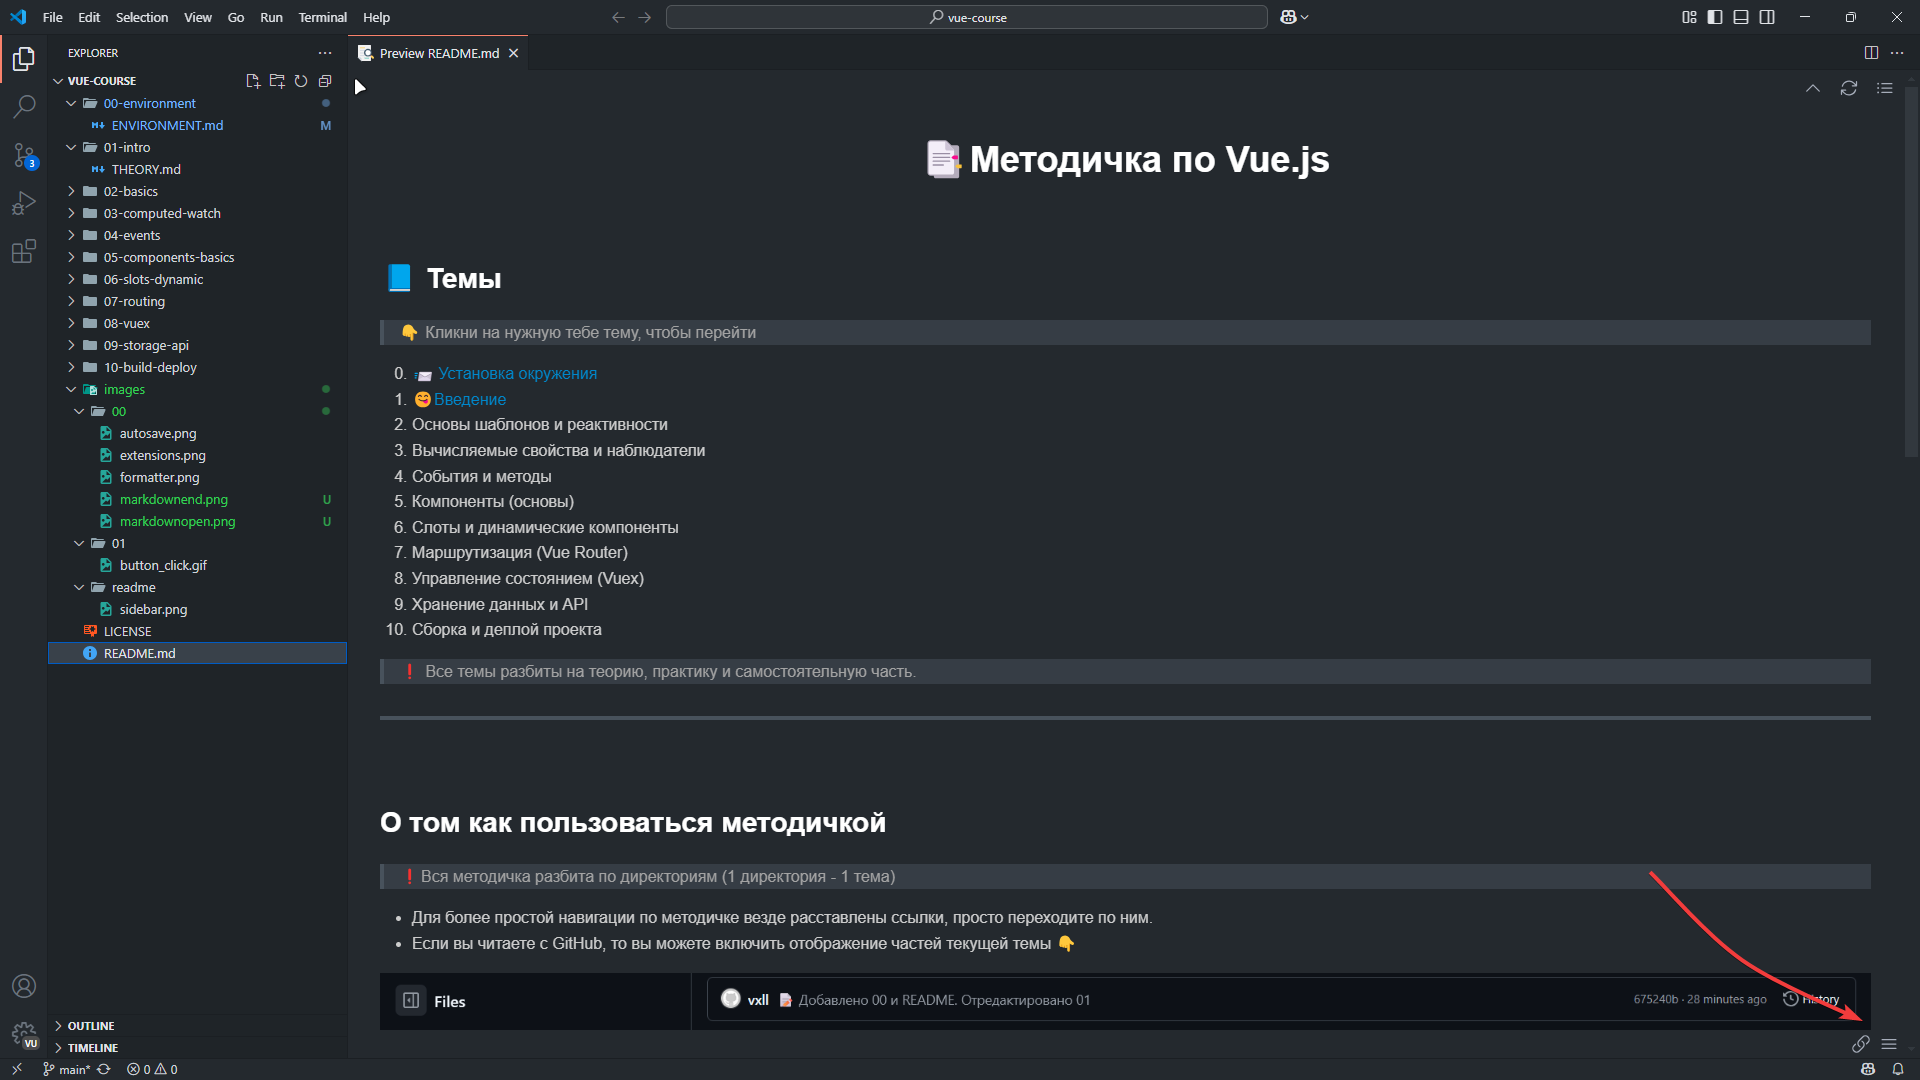 File Edit Selection View Go Run Terminal Help
vue-course
EXPLORER
Preview README.md
VUE-COURSE
00-environment
ENVIRONMENT.md M
01-intro
THEORY.md
02-basics
03-computed-watch
04-events
05-components-basics
06-slots-dynamic
07-routing
08-vuex
09-storage-api
10-build-deploy
images
00
autosave.png
extensions.png
formatter.png
markdownend.png U
markdownopen.png U
01
button_click.gif
readme
sidebar.png
LICENSE
README.md
OUTLINE
TIMELINE
3
VU
Методичка по Vue.js
Темы
👇 Кликни на нужную тебе тему, чтобы перейти
0. 📨 Установка окружения
1. 😋 Введение
2. Основы шаблонов и реактивности
3. Вычисляемые свойства и наблюдатели
4. События и методы
5. Компоненты (основы)
6. Слоты и динамические компоненты
7. Маршрутизация (Vue Router)
8. Управление состоянием (Vuex)
9. Хранение данных и API
10. Сборка и деплой проекта
❗ Все темы разбиты на теорию, практику и самостоятельную часть.
О том как пользоваться методичкой
❗ Вся методичка разбита по директориям (1 директория - 1 тема)
• Для более простой навигации по методичке везде расставлены ссылки, просто переходите по ним.
• Если вы читаете с GitHub, то вы можете включить отображение частей текущей темы 👇
Files
vxll 📝 Добавлено 00 и README. Отредактировано 01
675240b · 28 minutes ago History
main* 0 0